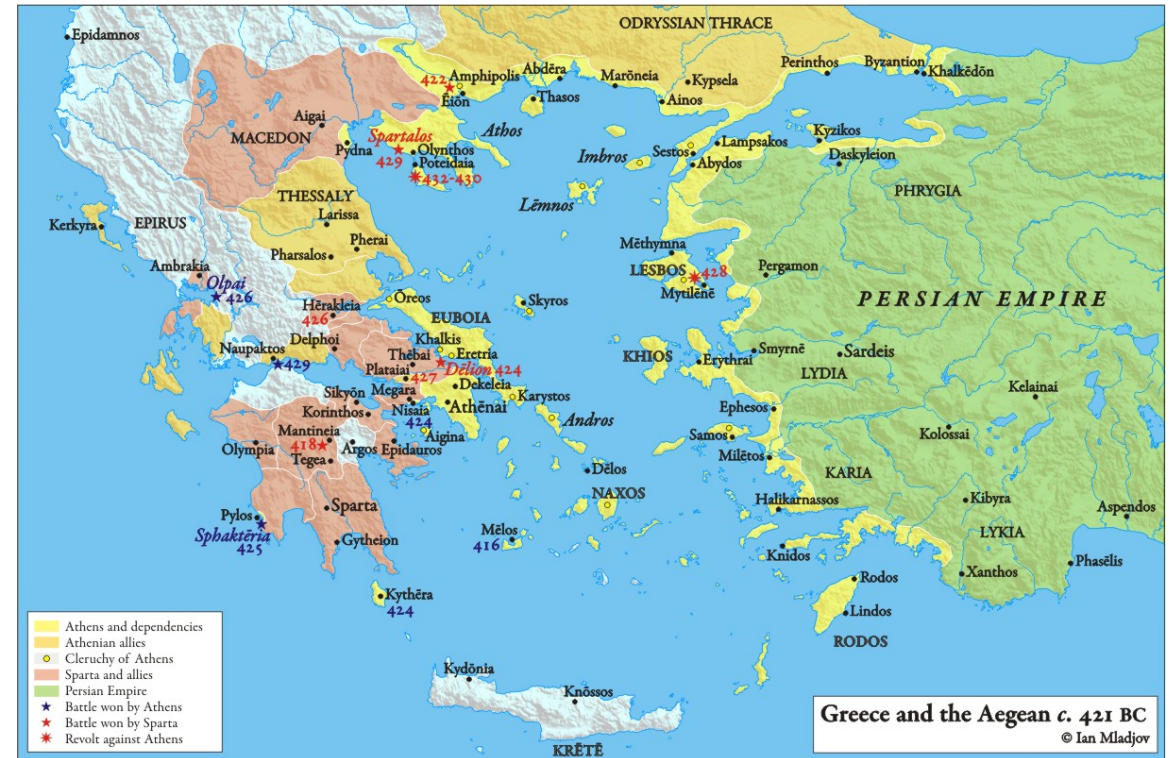 ODRYSSIAN THRACE
Epidamnos
Perinthos
Byzantion
Khalkēdōn
422
Amphipolis
Abdēra
Marōneia
Kypsela
Eïōn
Thasos
Ainos
Aigai
MACEDON
Spartalos
429
Pydna
Olynthos
Poteidaia
432-430
Athos
Imbros
Sestos
Lampsakos
Kyzikos
Abydos
Daskyleion
PHRYGIA
THESSALY
Larissa
Lēmnos
Kerkyra
EPIRUS
Pherai
Pharsalos
Mēthymna
LESBOS
428
Mytilēnē
Pergamon
Ambrakia
Olpai
426
Hērakleia
426
Ōreos
Skyros
PERSIAN EMPIRE
EUBOIA
Delphoi
Khalkis
Naupaktos
429
Thēbai
Eretria
Plataiai
427
Dēlion 424
KHIOS
Erythrai
Smyrnē
Sardeis
LYDIA
Sikyōn
Megara
Dekeleia
Karystos
Kelainai
Korinthos
Nisaia
424
Athēnai
Andros
Ephesos
Mantineia
418
Olympia
Argos
Epidauros
Aigina
Samos
Kolossai
Tegea
Milētos
Dēlos
KARIA
NAXOS
Pylos
Sparta
Halikarnassos
Kibyra
Aspendos
Sphaktēria
425
Gytheion
Mēlos
416
LYKIA
Knidos
Xanthos
Phasēlis
Kythēra
424
Rodos
Lindos
RODOS
Kydōnia
Knōssos
KRĒTĒ
Athens and dependencies
Athenian allies
Cleruchy of Athens
Sparta and allies
Persian Empire
Battle won by Athens
Battle won by Sparta
Revolt against Athens
Greece and the Aegean c. 421 BC
© Ian Mladjov